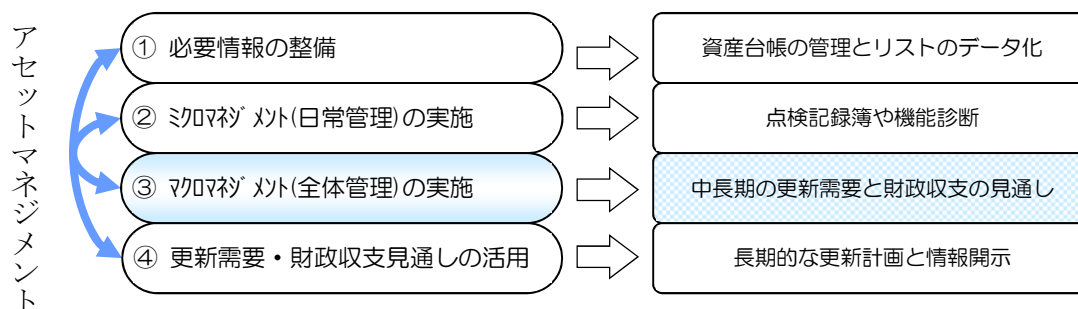 アセットマネジメント
① 必要情報の整備
資産台帳の管理とリストのデータ化
② ﾐｸﾛﾏﾈｼﾞﾒﾝﾄ(日常管理)の実施
点検記録簿や機能診断
③ ﾏｸﾛﾏﾈｼﾞﾒﾝﾄ(全体管理)の実施
中長期の更新需要と財政収支の見通し
④ 更新需要・財政収支見通しの活用
長期的な更新計画と情報開示